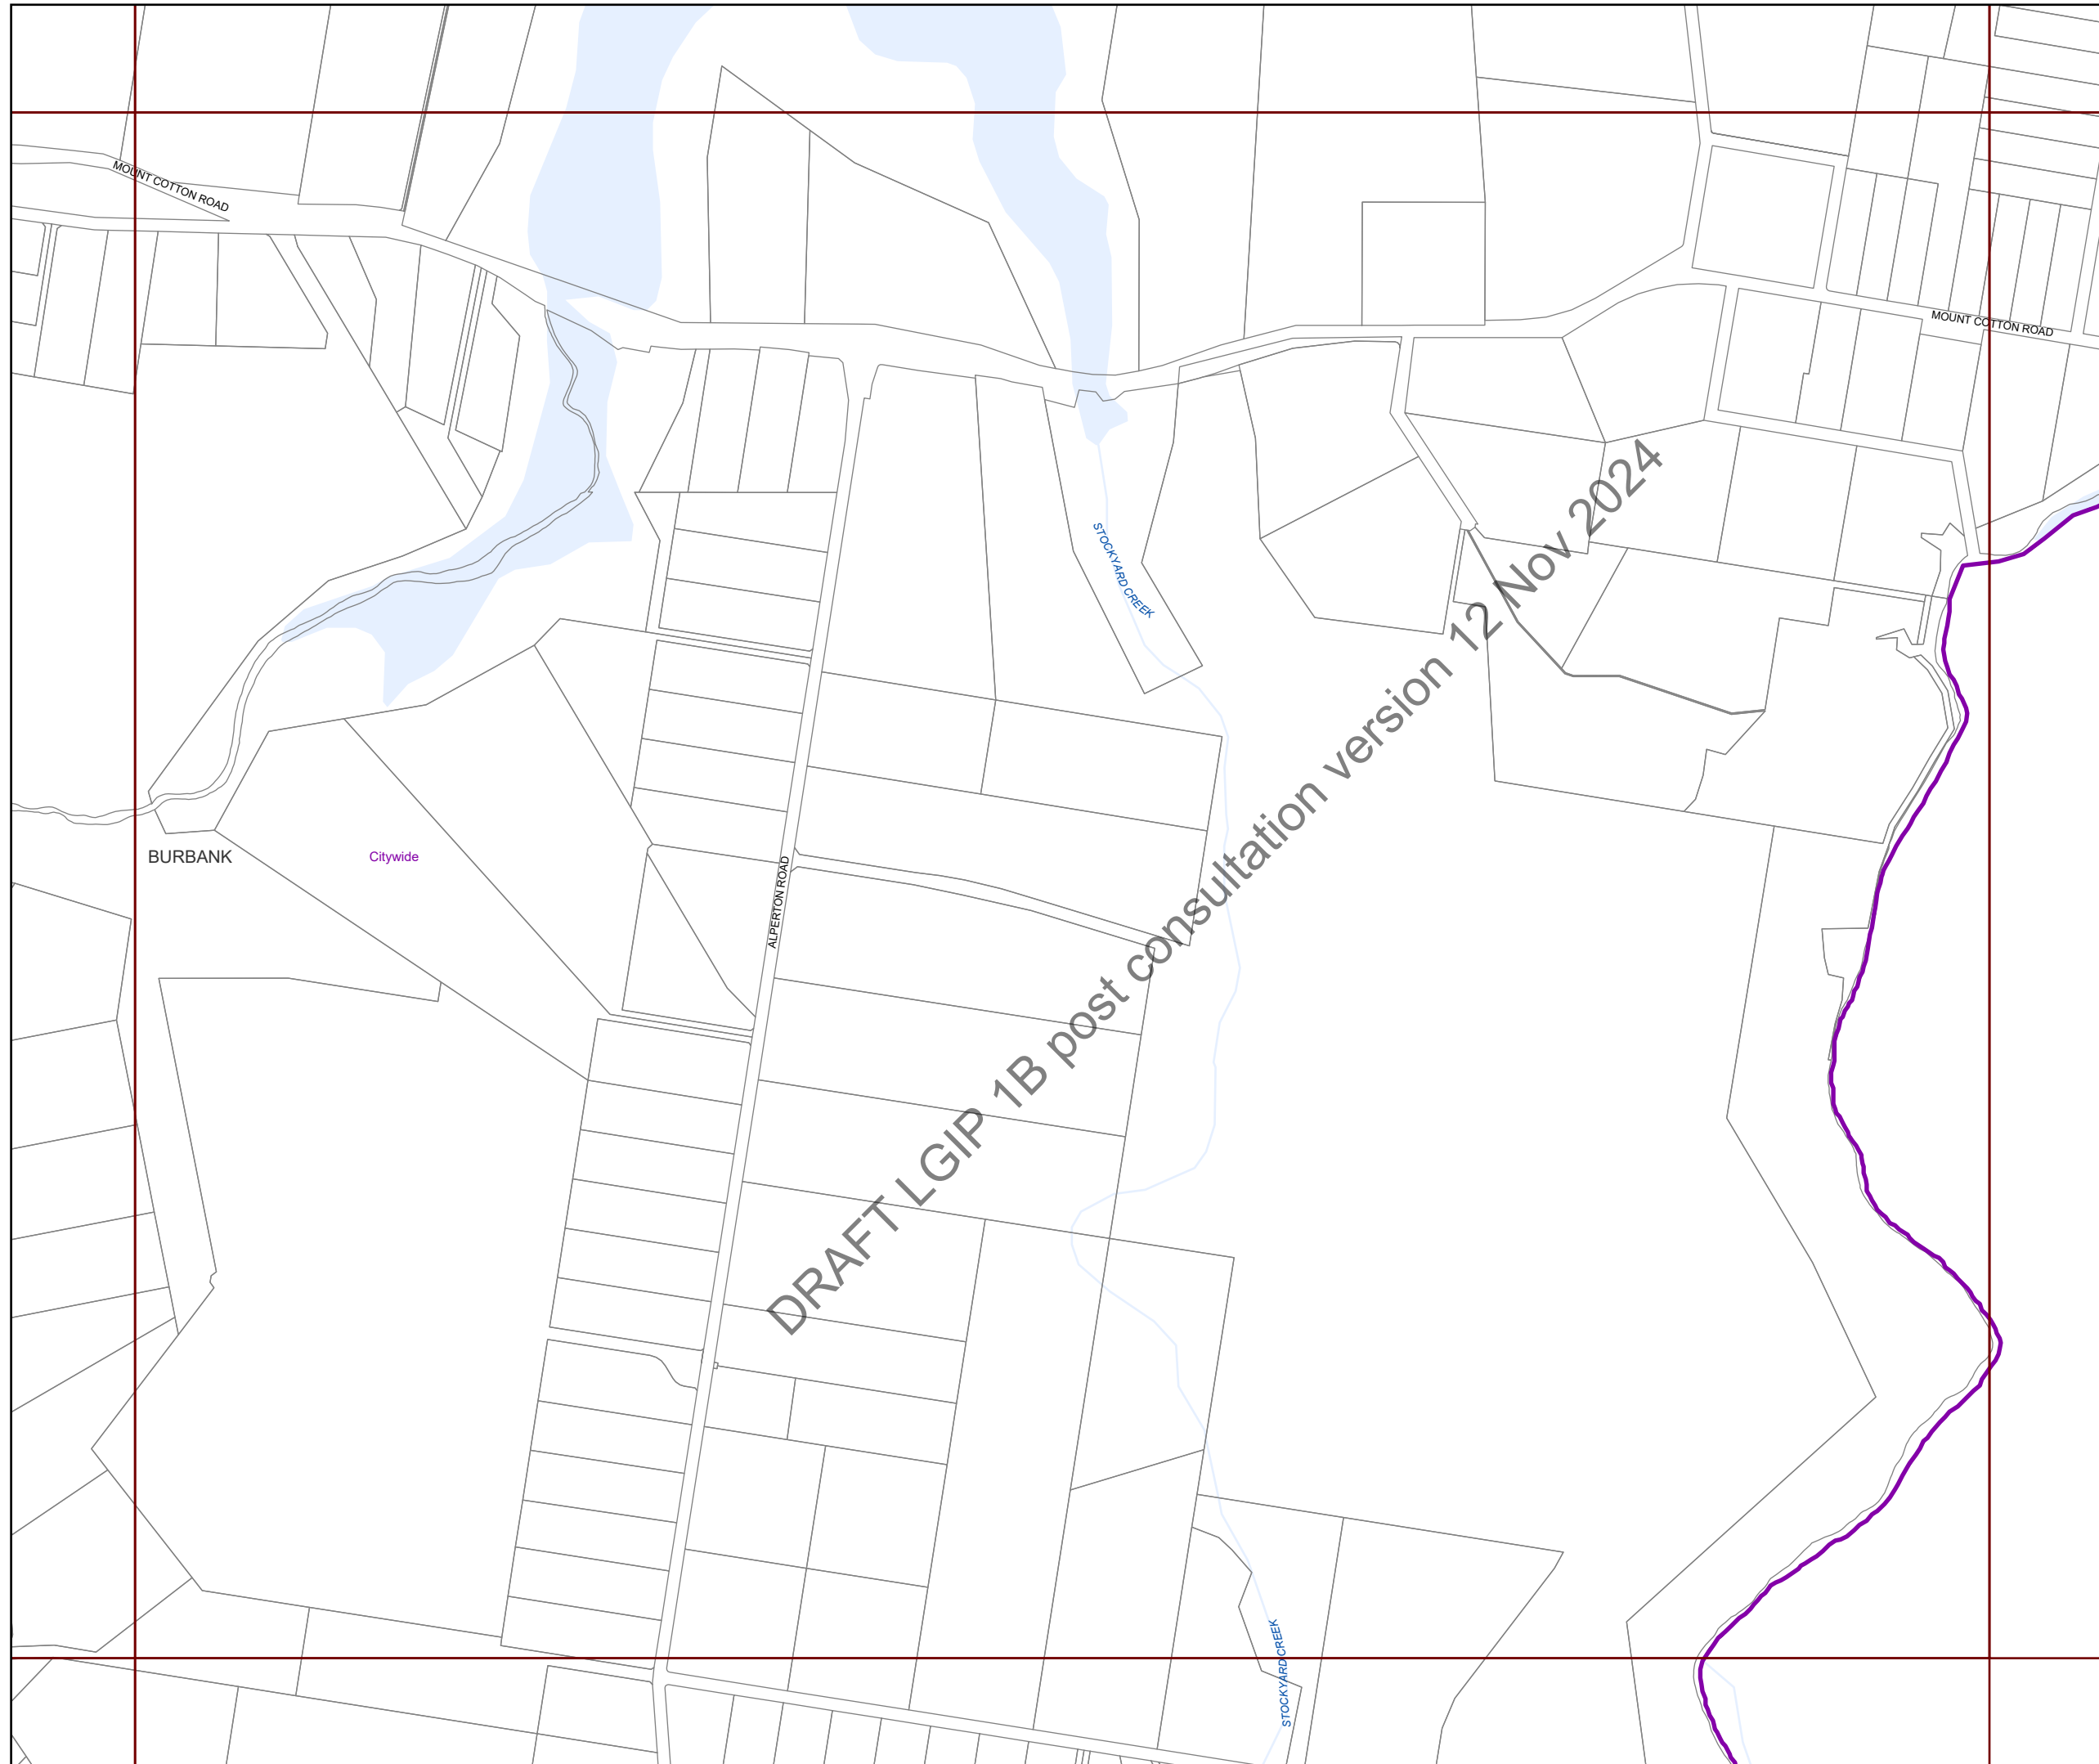 MOUNT COTTON ROAD
MOUNT COTTON ROAD
STOCKYARD CREEK
BURBANK
Citywide
ALPERTON ROAD
DRAFT LGIP 1B post consultation version 12 Nov 2024
STOCKYARD CREEK